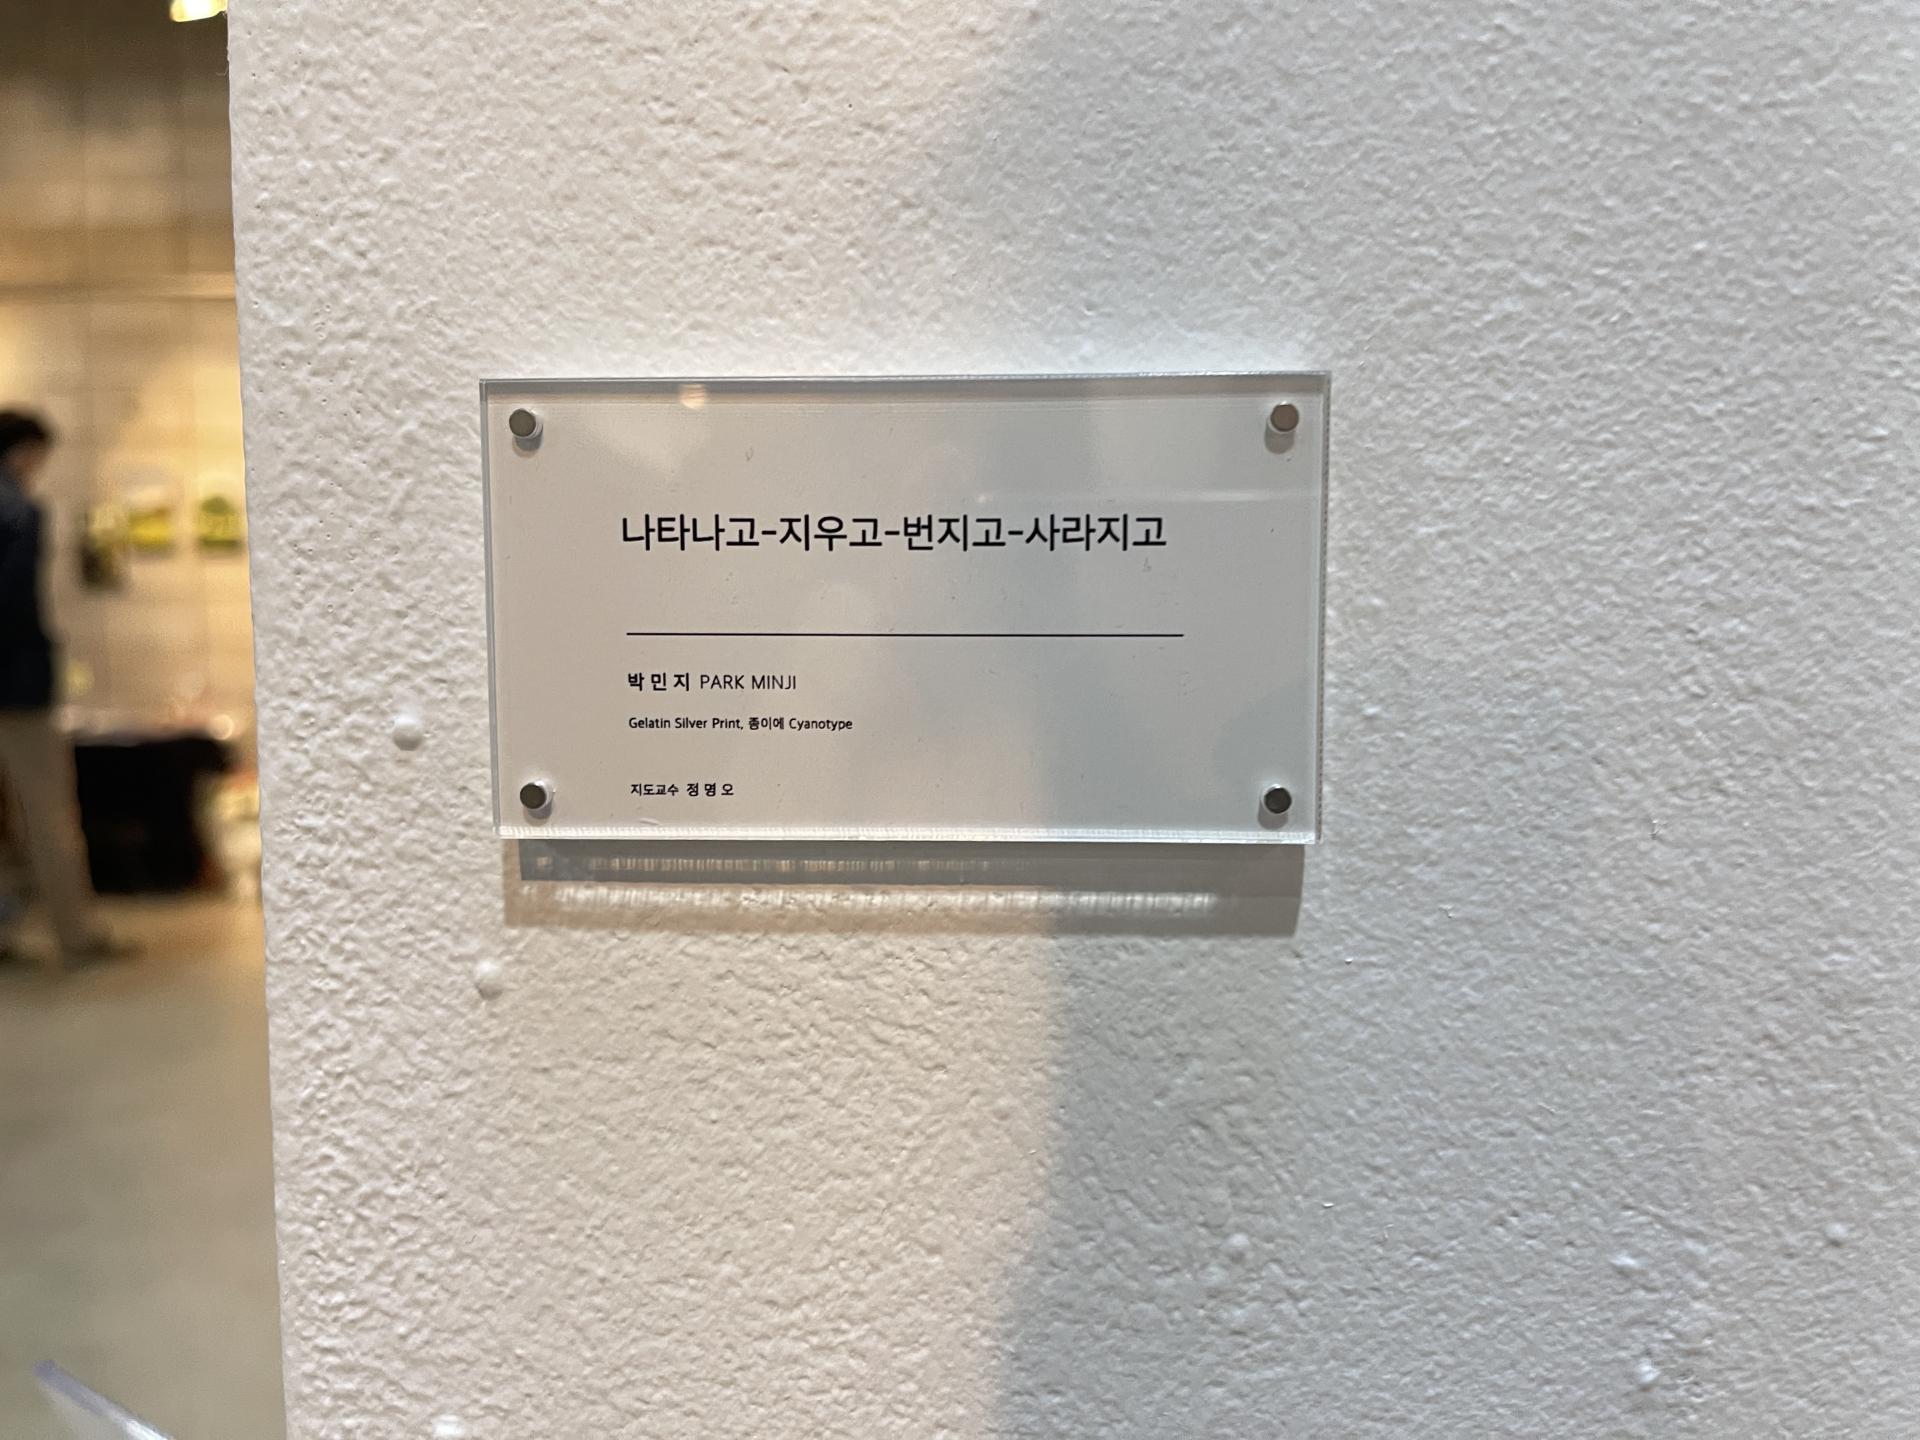 나타나고-지우고-번지고-사라지고
박 민 지 PARK MINJI
Gelatin Silver Print, 종이에 Cyanotype
지도교수 정 명 오